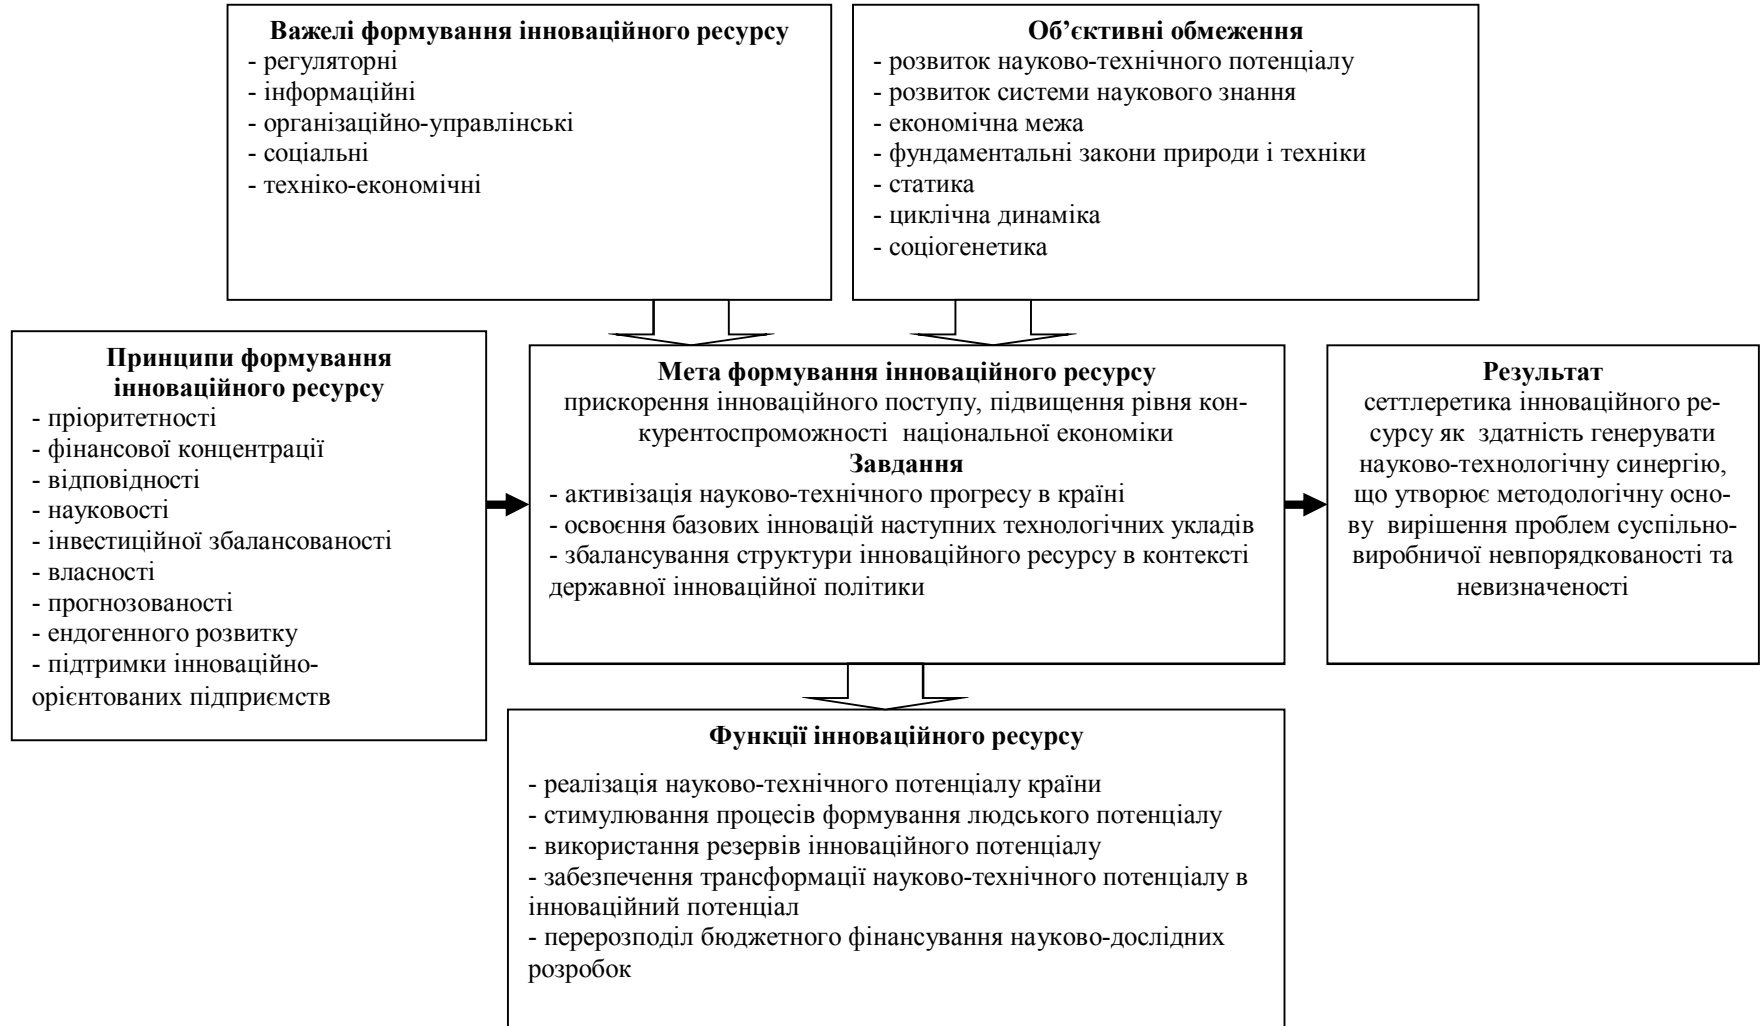 Важелі формування інноваційного ресурсу
- регуляторні
- інформаційні
- організаційно-управлінські
- соціальні
- техніко-економічні
Об’єктивні обмеження
- розвиток науково-технічного потенціалу
- розвиток системи наукового знання
- економічна межа
- фундаментальні закони природи і техніки
- статика
- циклічна динаміка
- соціогенетика
Принципи формування
інноваційного ресурсу
- пріоритетності
- фінансової концентрації
- відповідності
- науковості
- інвестиційної збалансованості
- власності
- прогнозованості
- ендогенного розвитку
- підтримки інноваційно-
орієнтованих підприємств
Мета формування інноваційного ресурсу
прискорення інноваційного поступу, підвищення рівня кон-
курентоспроможності національної економіки
Завдання
- активізація науково-технічного прогресу в країні
- освоєння базових інновацій наступних технологічних укладів
- збалансування структури інноваційного ресурсу в контексті
державної інноваційної політики
Результат
сеттлеретика інноваційного ре-
сурсу як здатність генерувати
науково-технологічну синергію,
що утворює методологічну осно-
ву вирішення проблем суспільно-
виробничої невпорядкованості та
невизначеності
Функції інноваційного ресурсу
- реалізація науково-технічного потенціалу країни
- стимулювання процесів формування людського потенціалу
- використання резервів інноваційного потенціалу
- забезпечення трансформації науково-технічного потенціалу в
інноваційний потенціал
- перерозподіл бюджетного фінансування науково-дослідних
розробок